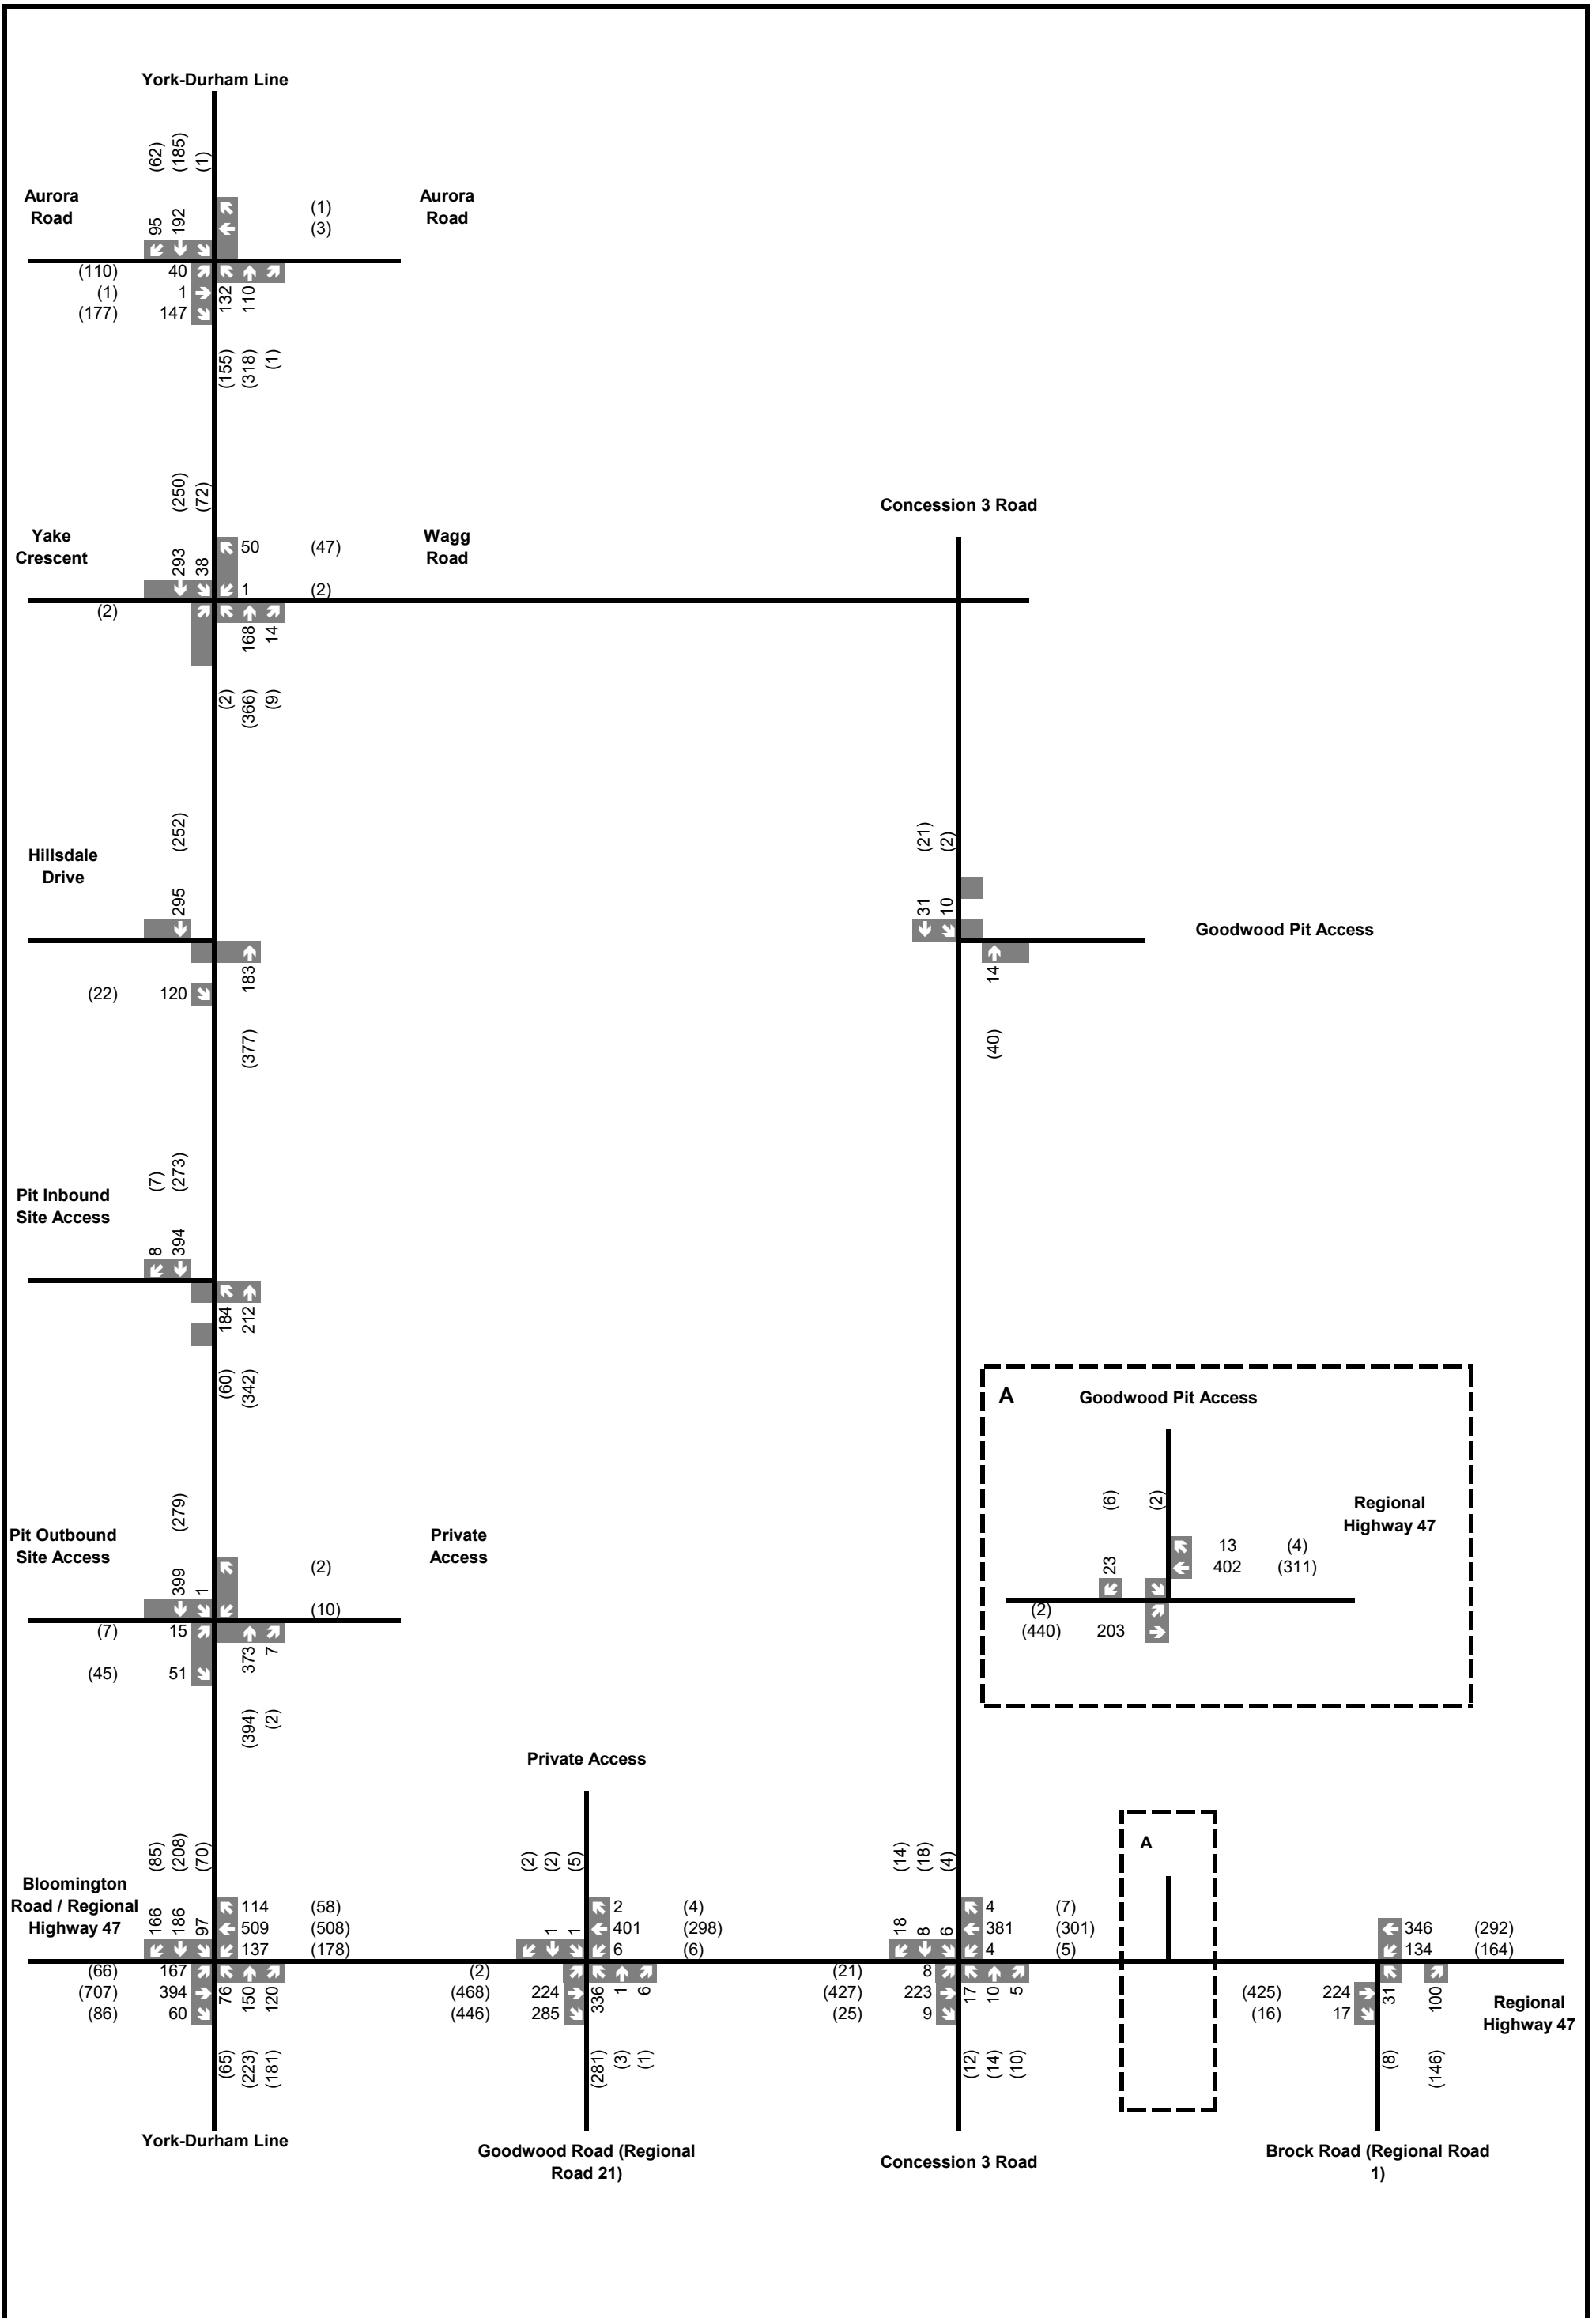 York-Durham Line
(62) (185) (1)
Aurora
Road
Aurora
Road
95 192
(1)
(3)
(110) 40
(1) 1
(177) 147
132 110
(155) (318) (1)
(250) (72)
Concession 3 Road
Yake
Crescent
Wagg
Road
293 38
50 (47)
1 (2)
(2)
168 14
(2) (366) (9)
(252)
(21) (2)
Hillsdale
Drive
295
31 10
Goodwood Pit Access
183
14
(22) 120
(377)
(40)
(7) (273)
Pit Inbound
Site Access
8 394
184 212
(60) (342)
A
Goodwood Pit Access
(6) (2)
Regional
Highway 47
23
13 (4)
402 (311)
(2)
(440) 203
(279)
Pit Outbound
Site Access
Private
Access
399 1
(2)
(10)
(7) 15
(45) 51
373 7
(394) (2)
Private Access
(85) (208) (70)
(2) (2) (5)
(14) (18) (4)
A
Bloomington
Road / Regional
Highway 47
166 186 97
114 (58)
509 (508)
137 (178)
1 1
2 (4)
401 (298)
6 (6)
18 8 6
4 (7)
381 (301)
4 (5)
346 (292)
134 (164)
(66) 167
(707) 394
(86) 60
76 150 120
(2)
(468) 224
(446) 285
336 1 6
(21) 8
(427) 223
(25) 9
17 10 5
(425) 224
(16) 17
31 100
Regional
Highway 47
(65) (223) (181)
(281) (3) (1)
(12) (14) (10)
(8) (146)
York-Durham Line
Goodwood Road (Regional
Road 21)
Concession 3 Road
Brock Road (Regional Road
1)